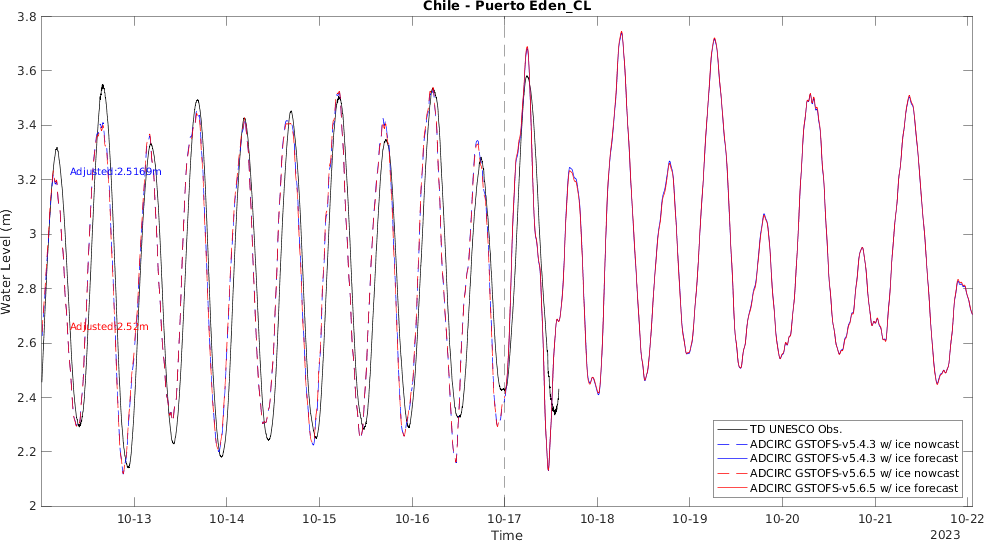 Chile - Puerto Eden_CL
3.8
3.6
3.4
3.2
3
2.8
2.6
2.4
2.2
2
Water Level (m)
Adjusted:2.5169m
Adjusted:2.52m
TD UNESCO Obs.
ADCIRC GSTOFS-v5.4.3 w/ ice nowcast
ADCIRC GSTOFS-v5.4.3 w/ ice forecast
ADCIRC GSTOFS-v5.6.5 w/ ice nowcast
ADCIRC GSTOFS-v5.6.5 w/ ice forecast
10-13 10-14 10-15 10-16 10-17 10-18 10-19 10-20 10-21 10-22
Time 2023